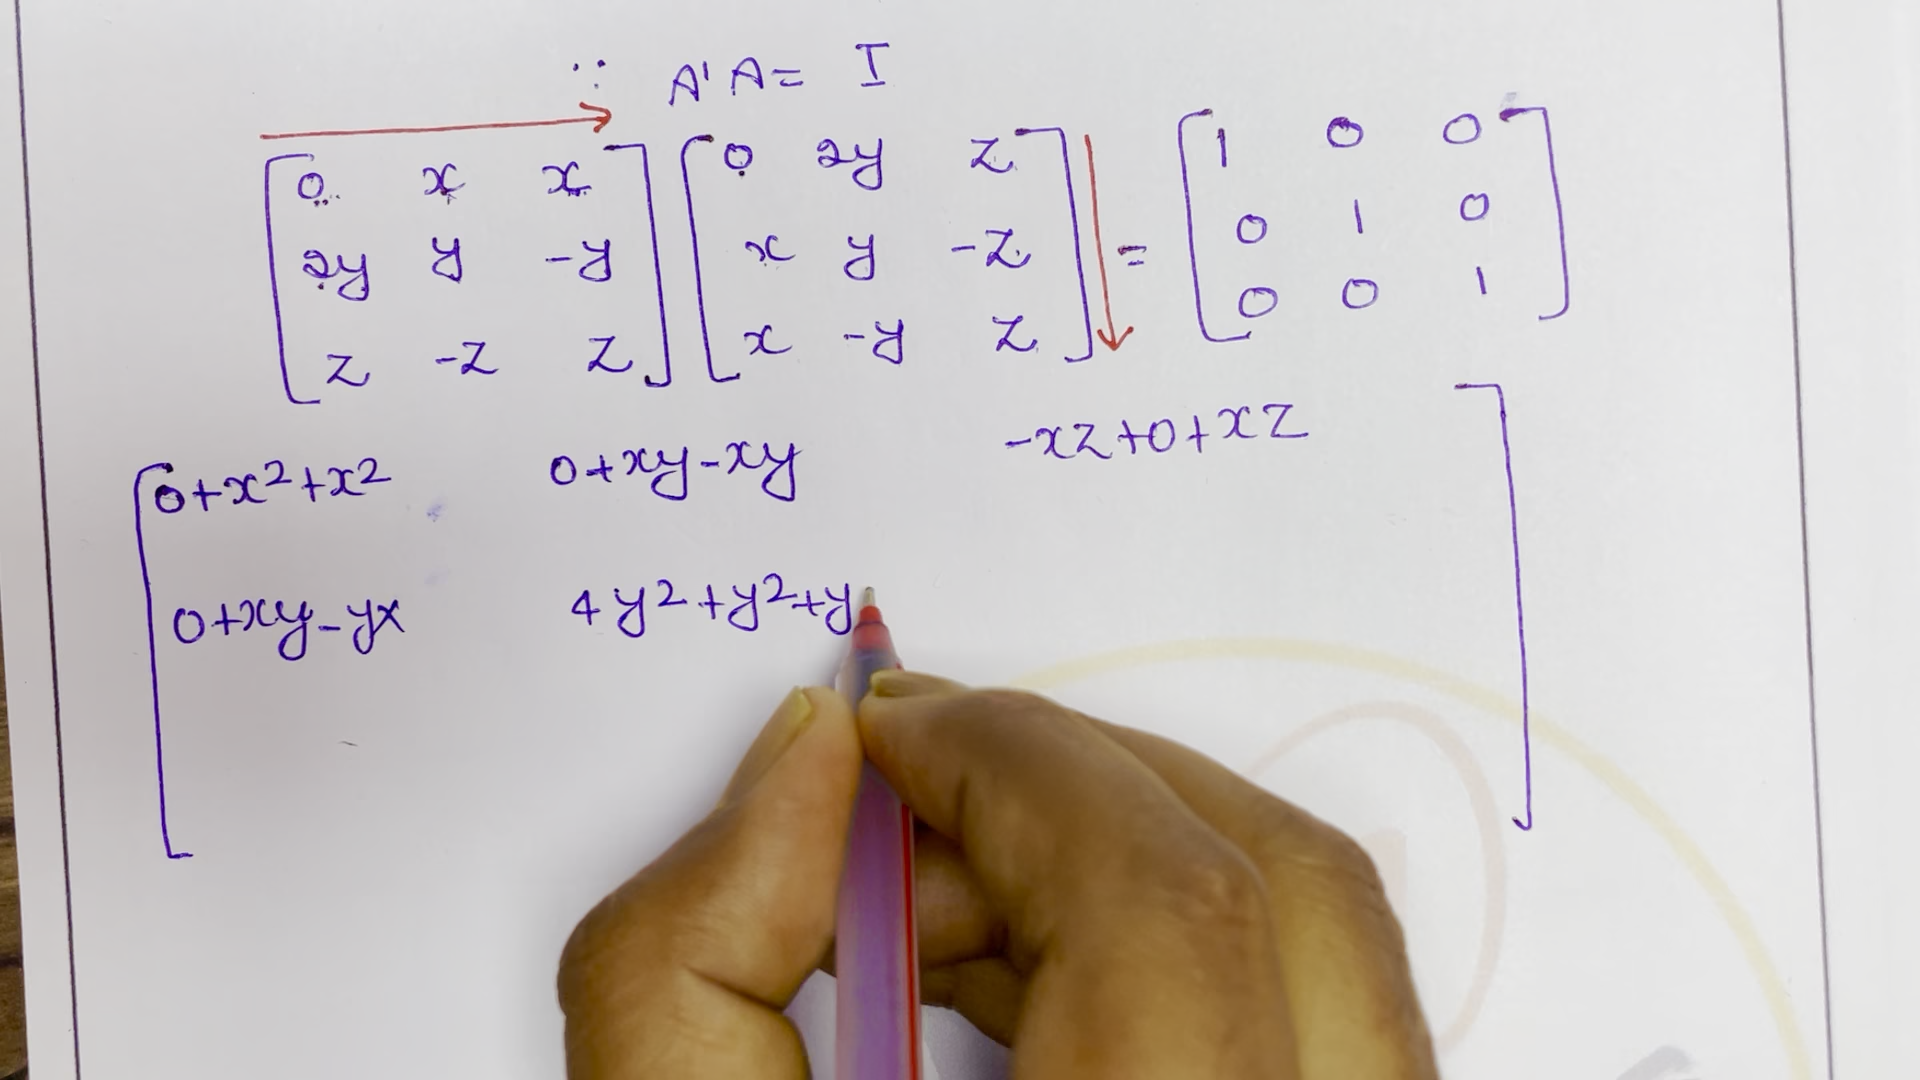 ∵ A' A = I
[0 x x] [0 2y z] [1 0 0]
[2y y -y] [x y -z] = [0 1 0]
[z -z z] [x -y z] [0 0 1]
[0+x²+x² 0+xy-xy -xz+0+xz]
[0+xy-yx 4y²+y²+y]